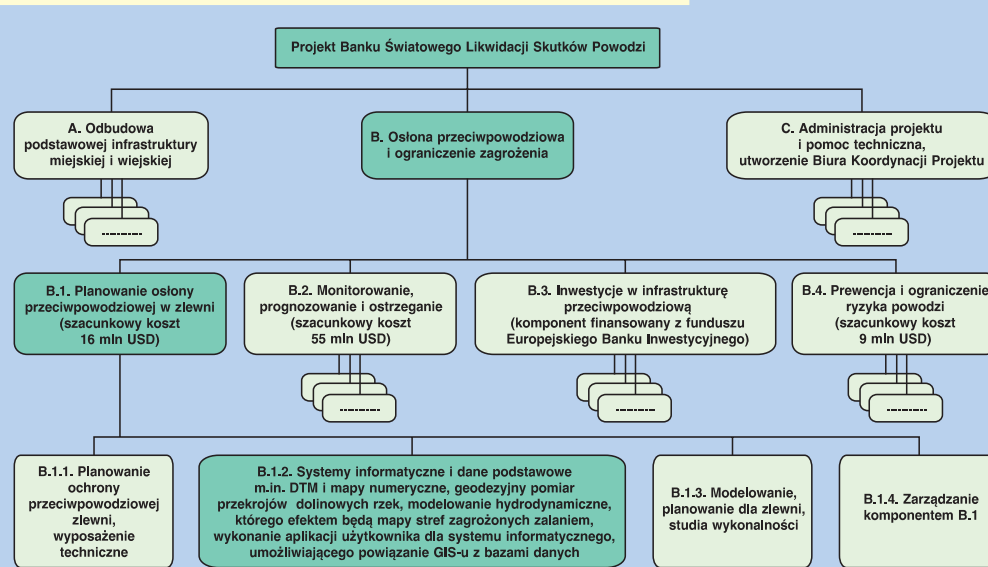 Projekt Banku Światowego Likwidacji Skutków Powodzi
A. Odbudowa
podstawowej infrastruktury
miejskiej i wiejskiej
B. Osłona przeciwpowodziowa
i ograniczenie zagrożenia
C. Administracja projektu
i pomoc techniczna,
utworzenie Biura Koordynacji Projektu
------------
------------
B.1. Planowanie osłony
przeciwpowodziowej w zlewni
(szacunkowy koszt
16 mln USD)
B.2. Monitorowanie,
prognozowanie i ostrzeganie
(szacunkowy koszt
55 mln USD)
B.3. Inwestycje w infrastrukturę
przeciwpowodziową
(komponent finansowany z funduszu
Europejskiego Banku Inwestycyjnego)
B.4. Prewencja i ograniczenie
ryzyka powodzi
(szacunkowy koszt
9 mln USD)
------------
------------
------------
B.1.1. Planowanie
ochrony
przeciwpowodziowej
zlewni,
wyposażenie
techniczne
B.1.2. Systemy informatyczne i dane podstawowe
m.in. DTM i mapy numeryczne, geodezyjny pomiar
przekrojów dolinowych rzek, modelowanie hydrodynamiczne,
którego efektem będą mapy stref zagrożonych zalaniem,
wykonanie aplikacji użytkownika dla systemu informatycznego,
umożliwiającego powiązanie GIS-u z bazami danych
B.1.3. Modelowanie,
planowanie dla zlewni,
studia wykonalności
B.1.4. Zarządzanie
komponentem B.1